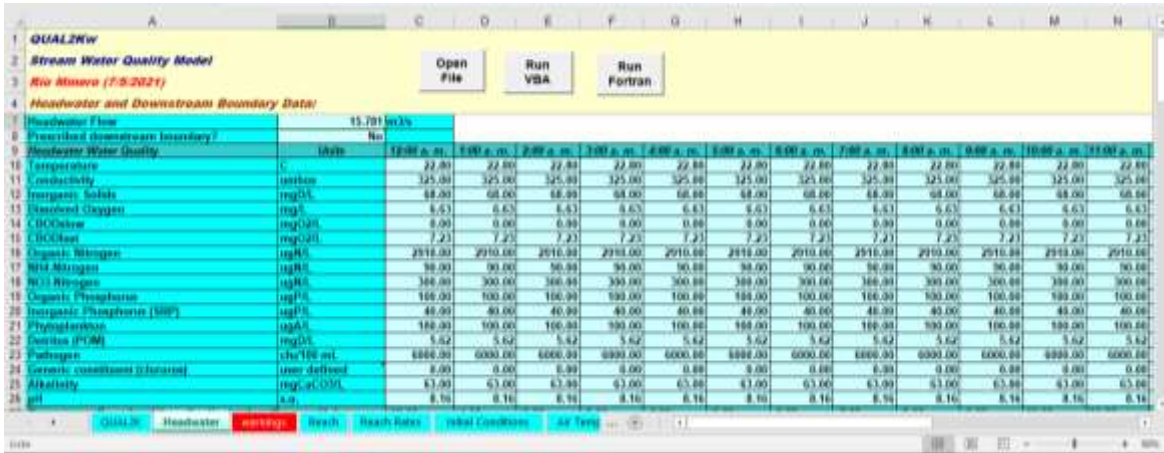 A B C D E F G H I J K L M N
1 QUAL2Kw
2 Stream Water Quality Model
3 Rio Minero (7/5/2021)
4 Headwater and Downstream Boundary Data:
Open File
Run VBA
Run Fortran
Headwater Flow 15.701 m3/s
8 Prescribed downstream boundary? No
9 Headwater Water Quality Units 12:00 a. m. 1:00 a. m. 2:00 a. m. 3:00 a. m. 4:00 a. m. 5:00 a. m. 6:00 a. m. 7:00 a. m. 8:00 a. m. 9:00 a. m. 10:00 a. m. 11:00 a. m.
10 Temperature C 22.80 22.80 22.80 22.80 22.80 22.80 22.80 22.80 22.80 22.80 22.80 22.80
11 Conductivity umhos 325.00 325.00 325.00 325.00 325.00 325.00 325.00 325.00 325.00 325.00 325.00 325.00
12 Inorganic Solids mgD/L 68.00 68.00 68.00 68.00 68.00 68.00 68.00 68.00 68.00 68.00 68.00 68.00
13 Dissolved Oxygen mg/L 6.63 6.63 6.63 6.63 6.63 6.63 6.63 6.63 6.63 6.63 6.63 6.63
14 CBODslow mgO2/L 0.00 0.00 0.00 0.00 0.00 0.00 0.00 0.00 0.00 0.00 0.00 0.00
15 CBODfast mgO2/L 7.23 7.23 7.23 7.23 7.23 7.23 7.23 7.23 7.23 7.23 7.23 7.23
16 Organic Nitrogen ugN/L 2910.00 2910.00 2910.00 2910.00 2910.00 2910.00 2910.00 2910.00 2910.00 2910.00 2910.00 2910.00
17 NH4-Nitrogen ugN/L 90.00 90.00 90.00 90.00 90.00 90.00 90.00 90.00 90.00 90.00 90.00 90.00
18 NO3-Nitrogen ugN/L 300.00 300.00 300.00 300.00 300.00 300.00 300.00 300.00 300.00 300.00 300.00 300.00
19 Organic Phosphorus ugP/L 100.00 100.00 100.00 100.00 100.00 100.00 100.00 100.00 100.00 100.00 100.00 100.00
20 Inorganic Phosphorus (SRP) ugP/L 40.00 40.00 40.00 40.00 40.00 40.00 40.00 40.00 40.00 40.00 40.00 40.00
21 Phytoplankton ugA/L 100.00 100.00 100.00 100.00 100.00 100.00 100.00 100.00 100.00 100.00 100.00 100.00
22 Detritus (POM) mgD/L 5.62 5.62 5.62 5.62 5.62 5.62 5.62 5.62 5.62 5.62 5.62 5.62
23 Pathogen cfu/100 mL 6000.00 6000.00 6000.00 6000.00 6000.00 6000.00 6000.00 6000.00 6000.00 6000.00 6000.00 6000.00
24 Generic constituent user defined 0.00 0.00 0.00 0.00 0.00 0.00 0.00 0.00 0.00 0.00 0.00 0.00
25 Alkalinity mgCaCO3/L 63.00 63.00 63.00 63.00 63.00 63.00 63.00 63.00 63.00 63.00 63.00 63.00
26 pH s.u. 8.16 8.16 8.16 8.16 8.16 8.16 8.16 8.16 8.16 8.16 8.16 8.16
QUAL2K Headwater warnings Reach Reach Rates Initial Conditions Air Temp ...